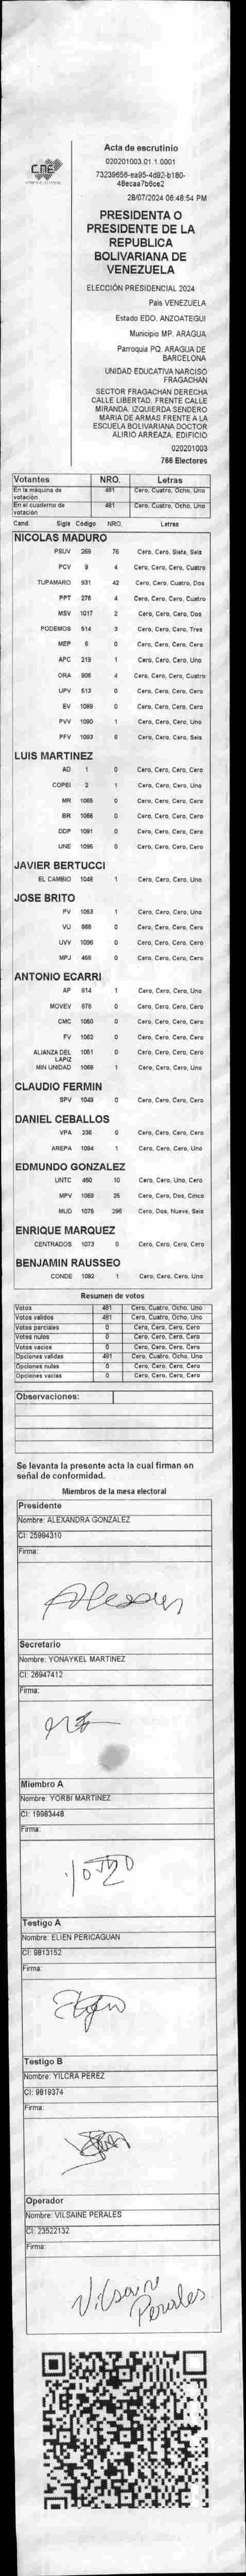 Acta de escrutinio
020201003.01.1.0001
73239656-ea95-4d92-b180-
48ecaa7b6ce2
28/07/2024 06:48:54 PM
CNE
PRESIDENTA O
PRESIDENTE DE LA
REPUBLICA
BOLIVARIANA DE
VENEZUELA
ELECCIÓN PRESIDENCIAL 2024
País VENEZUELA
Estado EDO. ANZOATEGUI
Municipio MP. ARAGUA
Parroquia PQ. ARAGUA DE
BARCELONA
UNIDAD EDUCATIVA NARCISO
FRAGACHAN
SECTOR FRAGACHAN DERECHA
CALLE LIBERTAD. FRENTE CALLE
MIRANDA. IZQUIERDA SENDERO
MARIA DE ARMAS FRENTE A LA
ESCUELA BOLIVARIANA DOCTOR
ALIRIO ARREAZA. EDIFICIO
020201003
766 Electores
Votantes NRO. Letras
En la máquina de votación 481 Cero, Cuatro, Ocho, Uno
En el cuaderno de votación 481 Cero, Cuatro, Ocho, Uno
Cand. Sigla Código NRO. Letras
NICOLAS MADURO
PSUV 269 76 Cero, Cero, Siete, Seis
PCV 9 4 Cero, Cero, Cero, Cuatro
TUPAMARO 931 42 Cero, Cero, Cuatro, Dos
PPT 276 4 Cero, Cero, Cero, Cuatro
MSV 1017 2 Cero, Cero, Cero, Dos
PODEMOS 514 3 Cero, Cero, Cero, Tres
MEP 6 0 Cero, Cero, Cero, Cero
APC 219 1 Cero, Cero, Cero, Uno
ORA 906 4 Cero, Cero, Cero, Cuatro
UPV 513 0 Cero, Cero, Cero, Cero
EV 1089 0 Cero, Cero, Cero, Cero
PVV 1090 1 Cero, Cero, Cero, Uno
PFV 1093 6 Cero, Cero, Cero, Seis
LUIS MARTINEZ
AD 1 0 Cero, Cero, Cero, Cero
COPEI 2 1 Cero, Cero, Cero, Uno
MR 1065 0 Cero, Cero, Cero, Cero
BR 1066 0 Cero, Cero, Cero, Cero
DDP 1091 0 Cero, Cero, Cero, Cero
UNE 1095 0 Cero, Cero, Cero, Cero
JAVIER BERTUCCI
EL CAMBIO 1048 1 Cero, Cero, Cero, Uno
JOSE BRITO
PV 1053 1 Cero, Cero, Cero, Uno
VU 868 0 Cero, Cero, Cero, Cero
UVV 1096 0 Cero, Cero, Cero, Cero
MPJ 468 0 Cero, Cero, Cero, Cero
ANTONIO ECARRI
AP 914 1 Cero, Cero, Cero, Uno
MOVEV 878 0 Cero, Cero, Cero, Cero
CMC 1050 0 Cero, Cero, Cero, Cero
FV 1052 0 Cero, Cero, Cero, Cero
ALIANZA DEL LAPIZ 1051 0 Cero, Cero, Cero, Cero
MIN UNIDAD 1069 1 Cero, Cero, Cero, Uno
CLAUDIO FERMIN
SPV 1049 0 Cero, Cero, Cero, Cero
DANIEL CEBALLOS
VPA 236 0 Cero, Cero, Cero, Cero
AREPA 1094 1 Cero, Cero, Cero, Uno
EDMUNDO GONZALEZ
UNTC 460 10 Cero, Cero, Uno, Cero
MPV 1069 25 Cero, Cero, Dos, Cinco
MUD 1075 296 Cero, Dos, Nueve, Seis
ENRIQUE MARQUEZ
CENTRADOS 1073 0 Cero, Cero, Cero, Cero
BENJAMIN RAUSSEO
CONDE 1092 1 Cero, Cero, Cero, Uno
Resumen de votos
Votos 481 Cero, Cuatro, Ocho, Uno
Votos validos 481 Cero, Cuatro, Ocho, Uno
Votos parciales 0 Cero, Cero, Cero, Cero
Votos nulos 0 Cero, Cero, Cero, Cero
Votos vacios 0 Cero, Cero, Cero, Cero
Opciones validas 481 Cero, Cuatro, Ocho, Uno
Opciones nulas 0 Cero, Cero, Cero, Cero
Opciones vacias 0 Cero, Cero, Cero, Cero
Observaciones:
Se levanta la presente acta la cual firman en
señal de conformidad.
Miembros de la mesa electoral
Presidente
Nombre: ALEXANDRA GONZALEZ
CI: 25994310
Firma:
Secretario
Nombre: YONAYKEL MARTINEZ
CI: 26947412
Firma:
Miembro A
Nombre: YORBI MARTINEZ
CI: 19983448
Firma:
Testigo A
Nombre: ELIEN PERICAGUAN
CI: 9813152
Firma:
Testigo B
Nombre: YILCRA PEREZ
CI: 9819374
Firma:
Operador
Nombre: VILSAINE PERALES
CI: 23522132
Firma:
Vilsaine
Perales